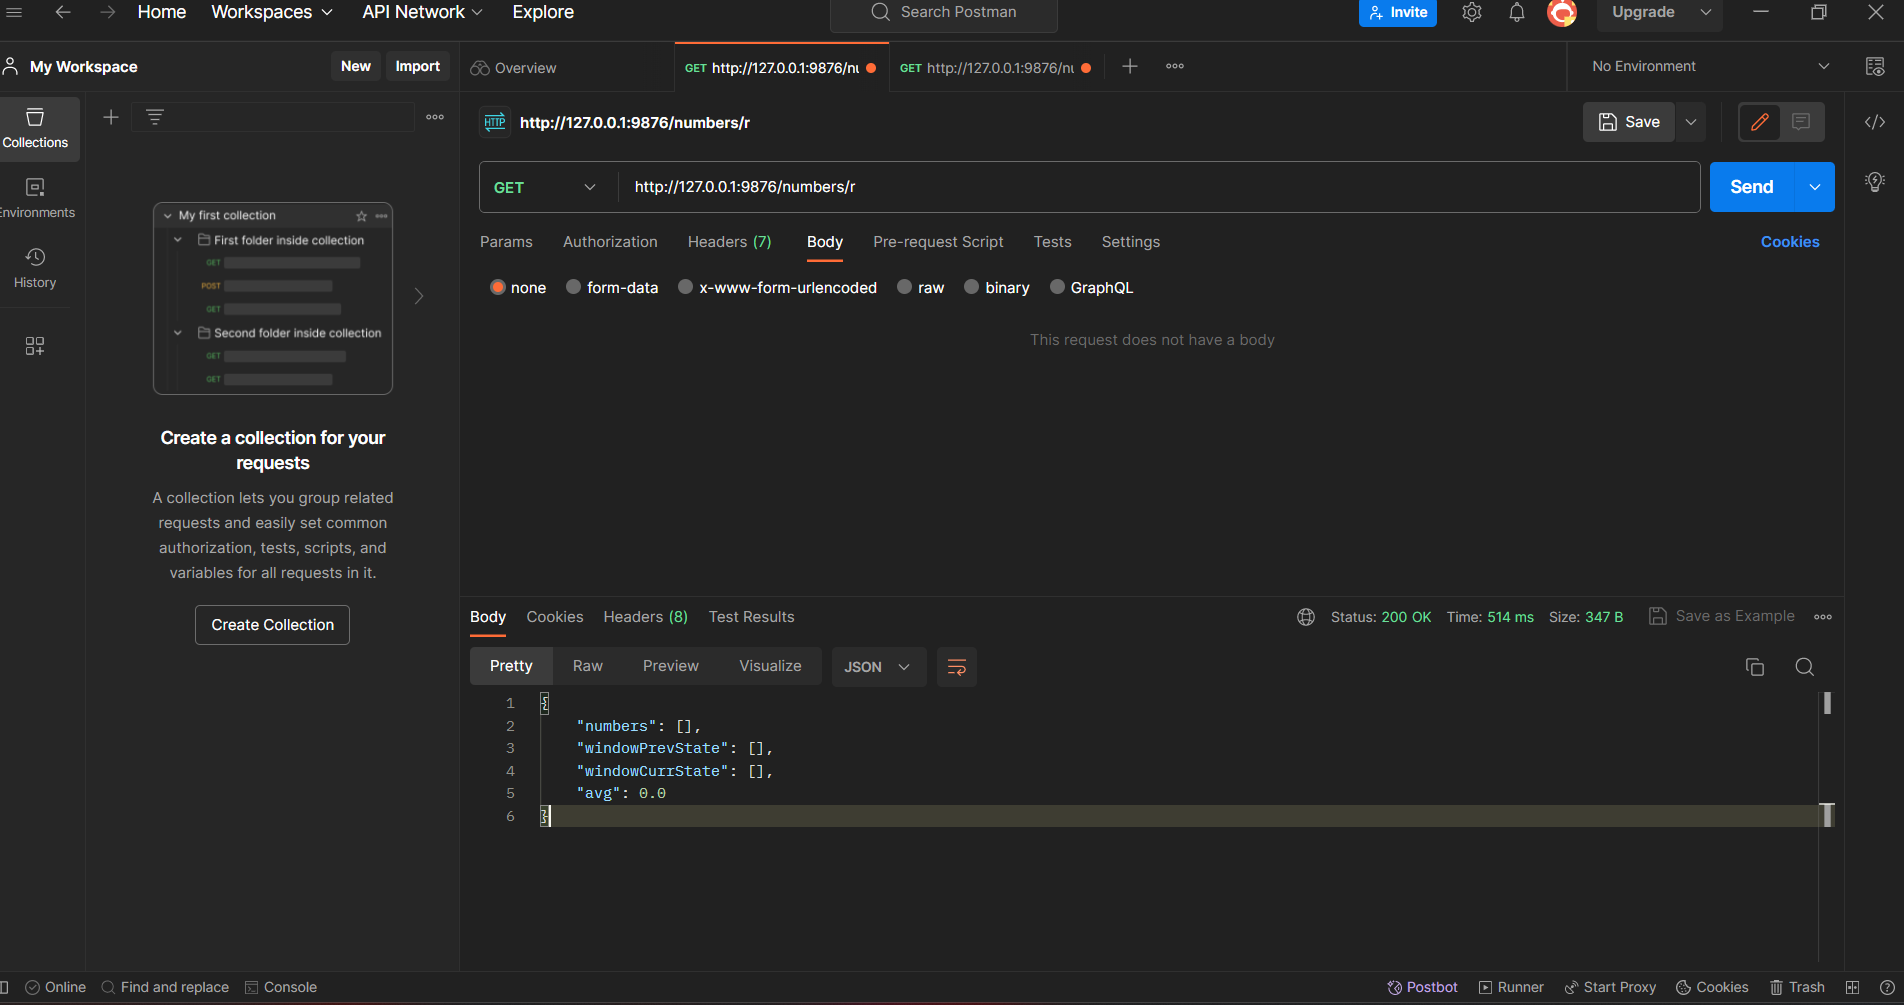 Home Workspaces API Network Explore Search Postman Invite Upgrade
My Workspace New Import Overview GET http://127.0.0.1:9876/nu GET http://127.0.0.1:9876/nu No Environment
Collections
Environments
History
My first collection
First folder inside collection
GET
POST
GET
Second folder inside collection
GET
GET
Create a collection for your
requests
A collection lets you group related
requests and easily set common
authorization, tests, scripts, and
variables for all requests in it.
Create Collection
HTTP http://127.0.0.1:9876/numbers/r Save
GET http://127.0.0.1:9876/numbers/r Send
Params Authorization Headers (7) Body Pre-request Script Tests Settings Cookies
none form-data x-www-form-urlencoded raw binary GraphQL
This request does not have a body
Body Cookies Headers (8) Test Results Status: 200 OK Time: 514 ms Size: 347 B Save as Example
Pretty Raw Preview Visualize JSON
1 {
2 "numbers": [],
3 "windowPrevState": [],
4 "windowCurrState": [],
5 "avg": 0.0
6 }
Online Find and replace Console Postbot Runner Start Proxy Cookies Trash